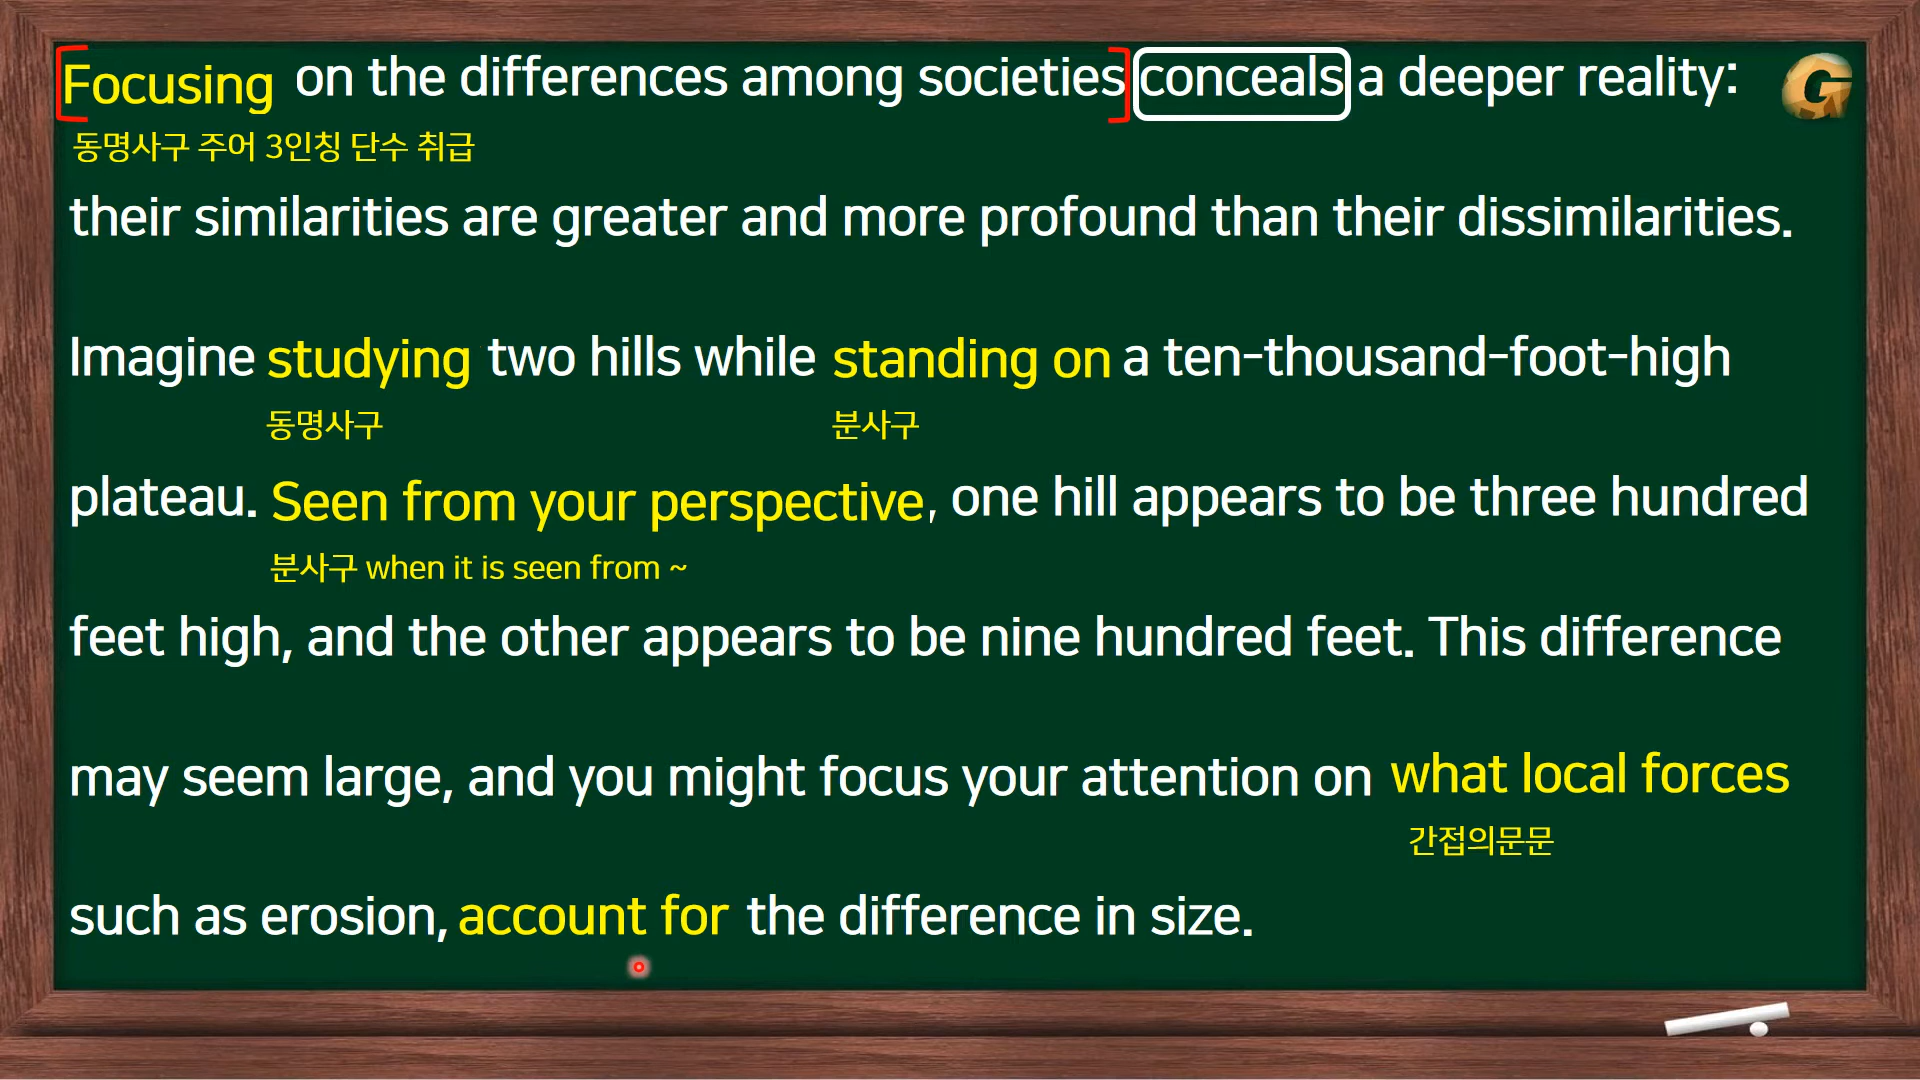 Focusing on the differences among societies conceals a deeper reality:
동명사구 주어 3인칭 단수 취급
their similarities are greater and more profound than their dissimilarities.
Imagine studying two hills while standing on a ten-thousand-foot-high
동명사구 분사구
plateau. Seen from your perspective, one hill appears to be three hundred
분사구 when it is seen from ~
feet high, and the other appears to be nine hundred feet. This difference
may seem large, and you might focus your attention on what local forces
간접의문문
such as erosion, account for the difference in size.